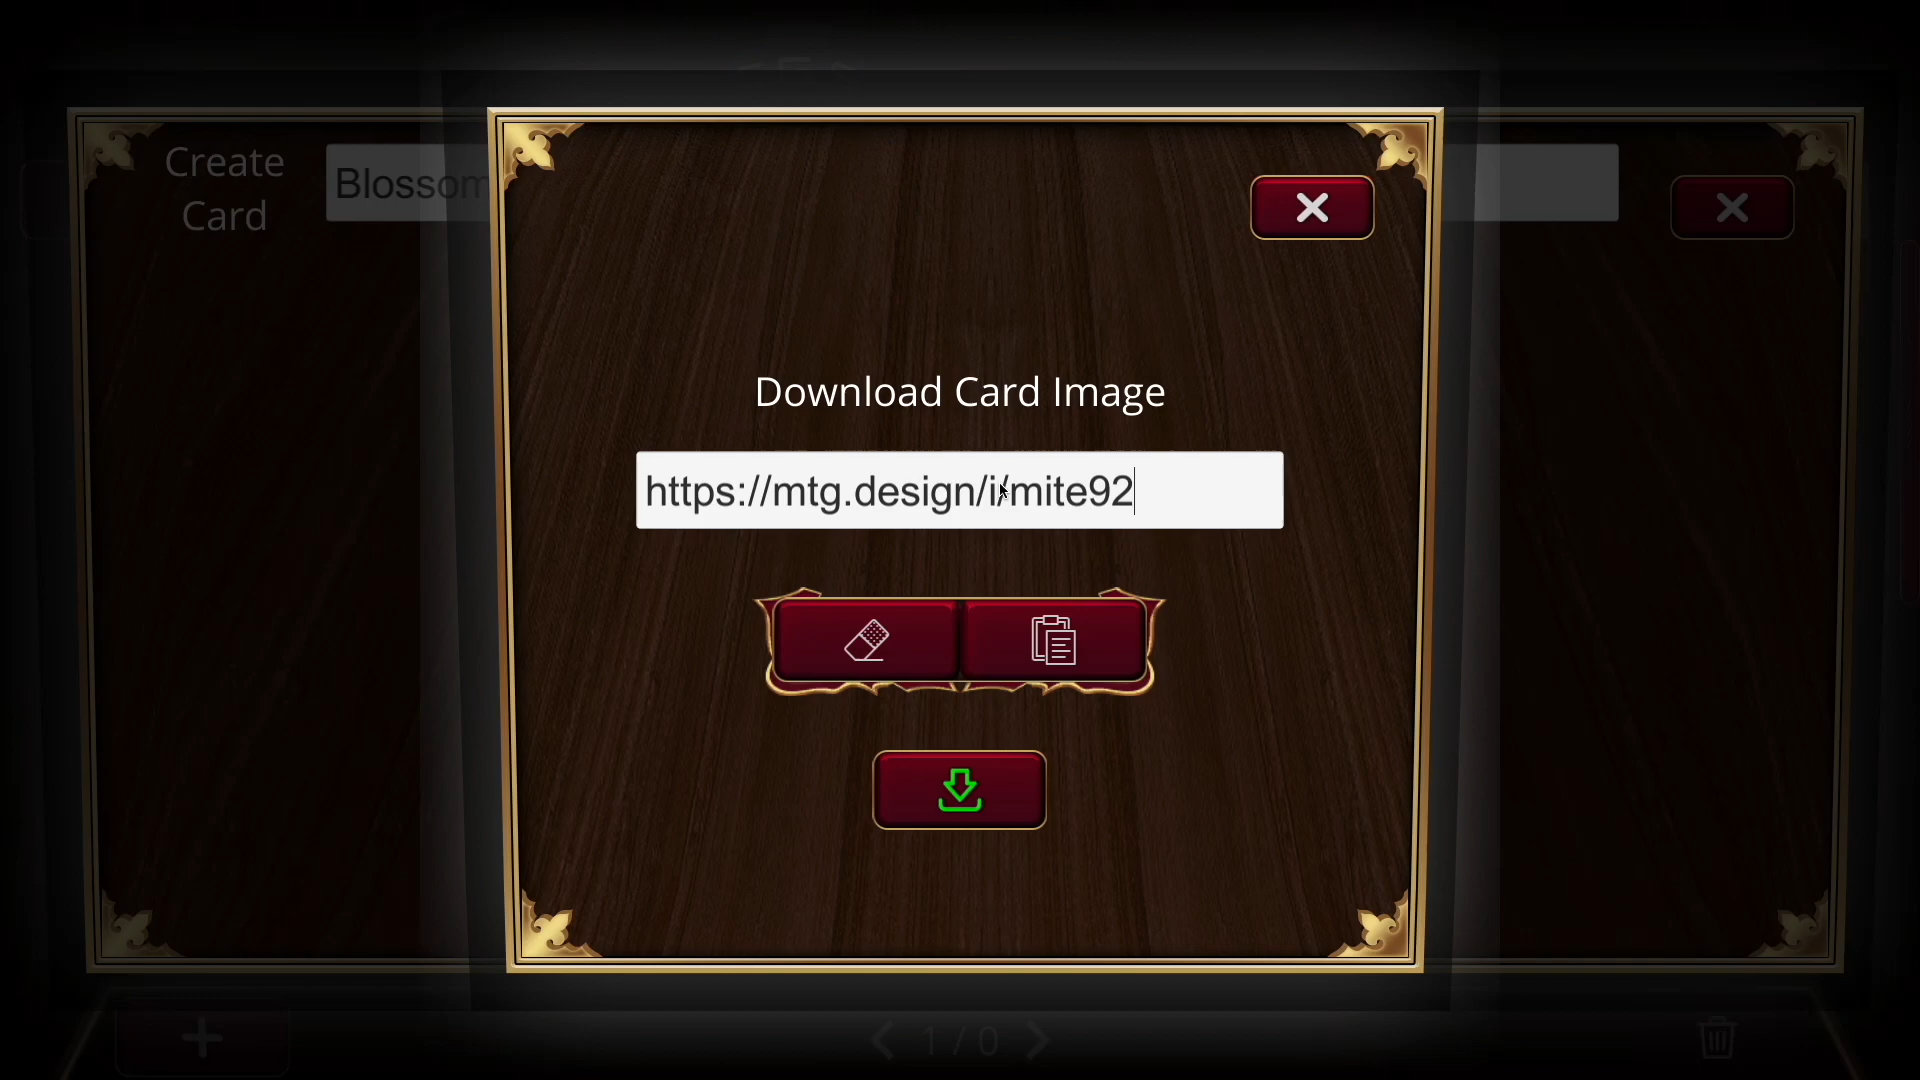 Create
Card
Blossom
Download Card Image
https://mtg.design/i/mite92
1 / 0